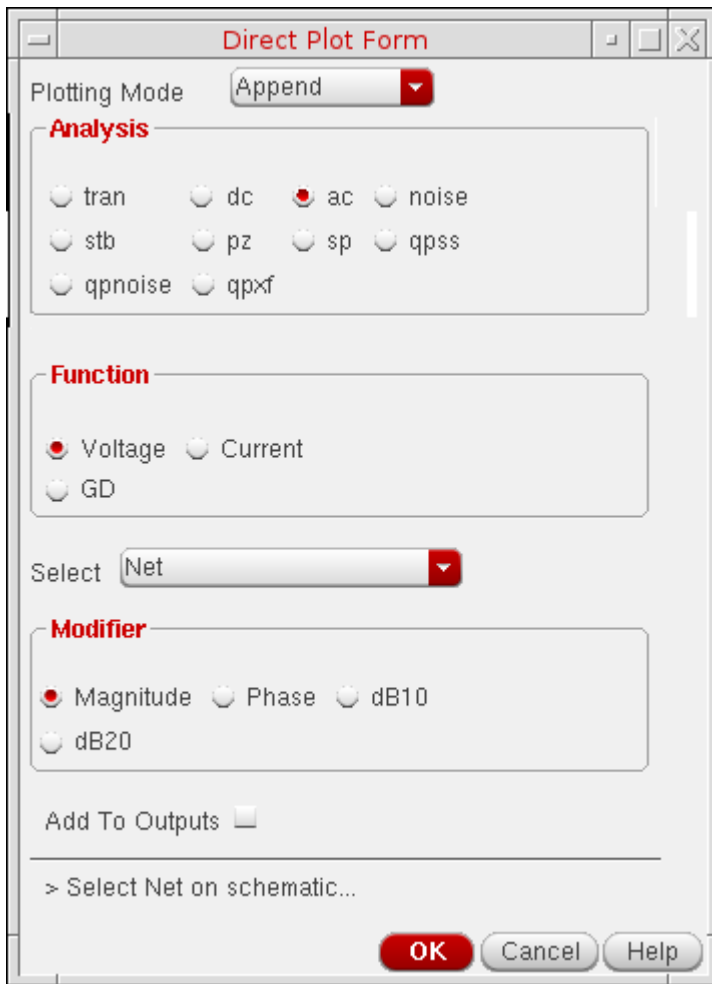 Direct Plot Form
Plotting Mode Append
Analysis
tran dc ac noise
stb pz sp qpss
qpnoise qpxf
Function
Voltage Current
GD
Select Net
Modifier
Magnitude Phase dB10
dB20
Add To Outputs
> Select Net on schematic...
OK Cancel Help